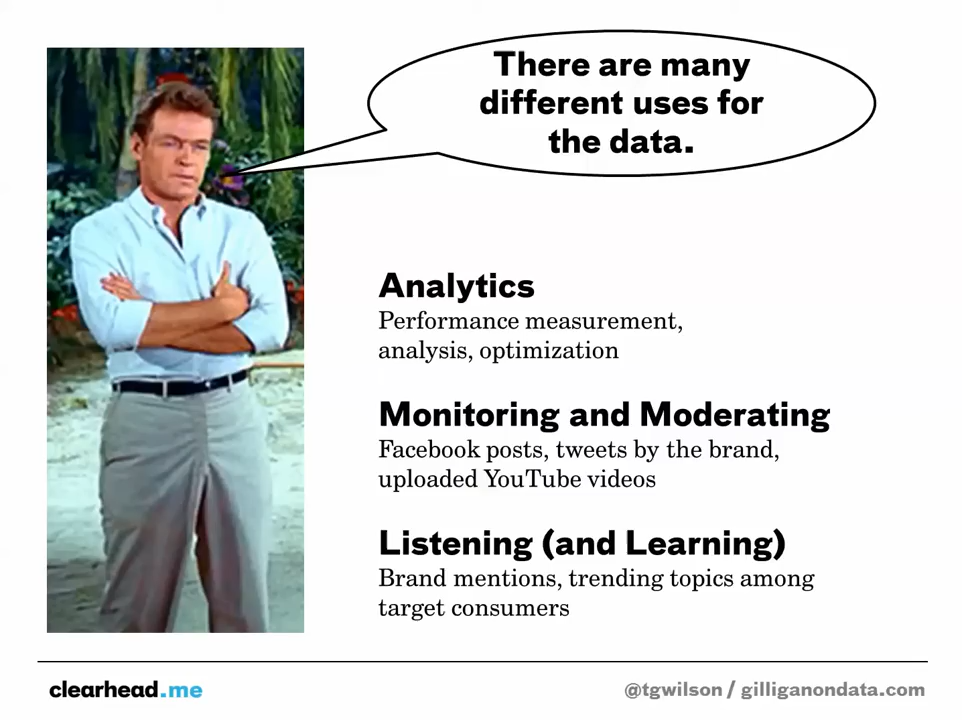 There are many
different uses for
the data.
Analytics
Performance measurement,
analysis, optimization
Monitoring and Moderating
Facebook posts, tweets by the brand,
uploaded YouTube videos
Listening (and Learning)
Brand mentions, trending topics among
target consumers
clearhead.me
@tgwilson / gilliganondata.com